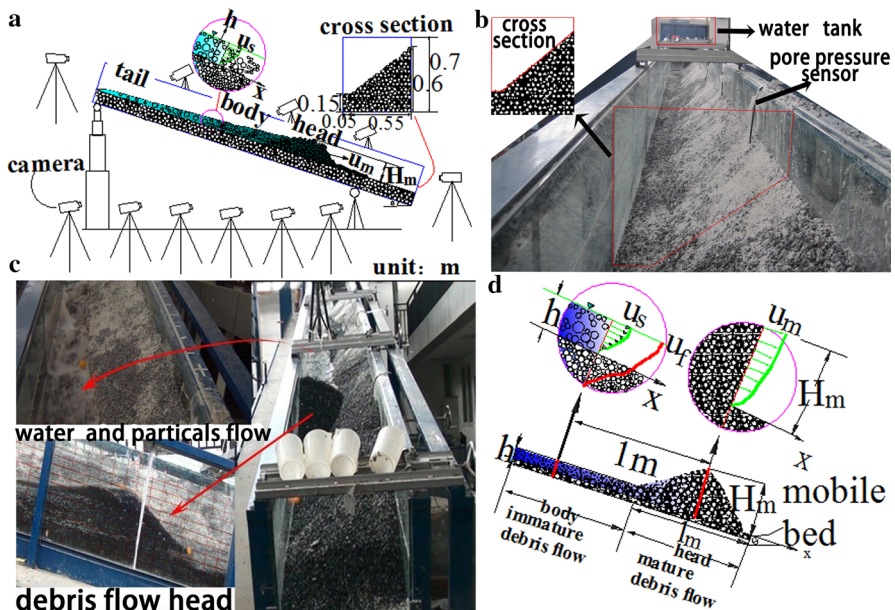 a
h
us
x
cross section
0.7
0.6
0.15
0.05
0.55
tail
body
head
um
Hm
θ
camera
unit: m
b
cross
section
water tank
pore pressure
sensor
c
water and particals flow
debris flow head
d
h
us
uf
x
um
Hm
x
1m
h
Hm
mobile
bed
lm
x
body
immature
debris flow
head
mature
debris flow